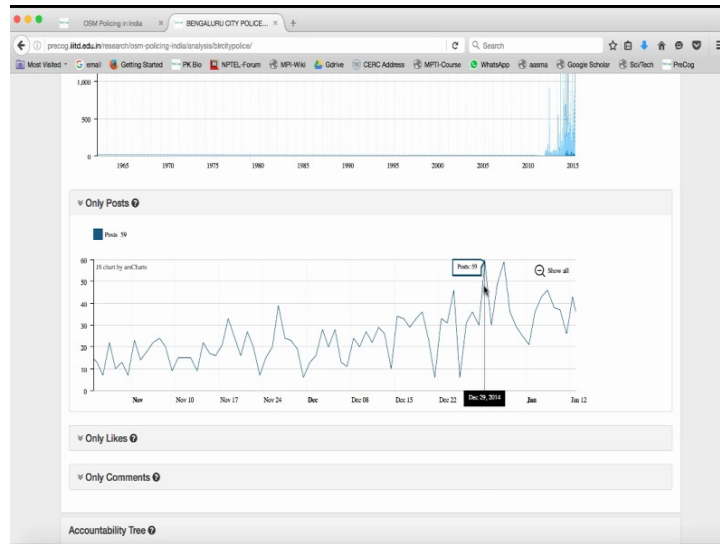 OSM Policing in India × BENGALURU CITY POLICE... × +
precog.iiitd.edu.in/research/osm-policing-india/analysis/blrcitypolice/ Search
Most Visited G email Getting Started PK Bio NPTEL-Forum MPI-Wiki Gdrive CERC Address MPTI-Course WhatsApp aasma Google Scholar Sci/Tech PreCog
1,000
500
0
1965 1970 1975 1980 1985 1990 1995 2000 2005 2010 2015
Only Posts
Posts 59
60
JS chart by amCharts
Posts: 59
Show all
50
40
30
20
10
0
Nov Nov 10 Nov 17 Nov 24 Dec Dec 08 Dec 15 Dec 22 Dec 29, 2014 Jan Jan 12
Only Likes
Only Comments
Accountability Tree